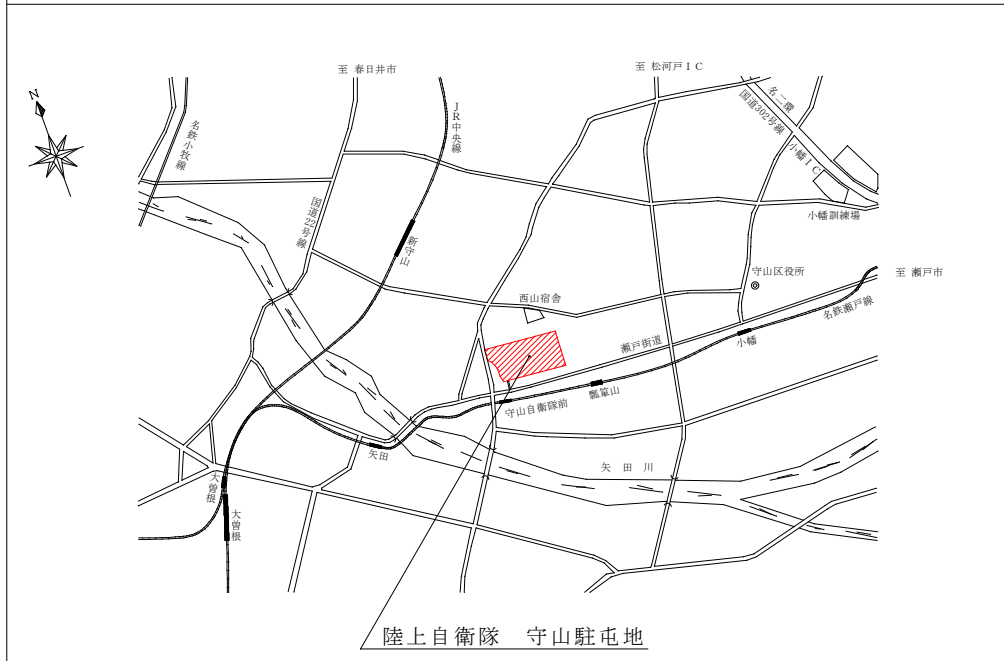 至 春日井市
至 松河戸IC
N
名鉄小牧線
JR中央線
名二環
国道302号線
小幡IC
国道22号線
小幡訓練場
新守山
守山区役所
至 瀬戸市
西山宿舎
名鉄瀬戸線
瀬戸街道
小幡
瓢箪山
守山自衛隊前
矢田
矢田川
大曽根
大曽根
陸上自衛隊 守山駐屯地